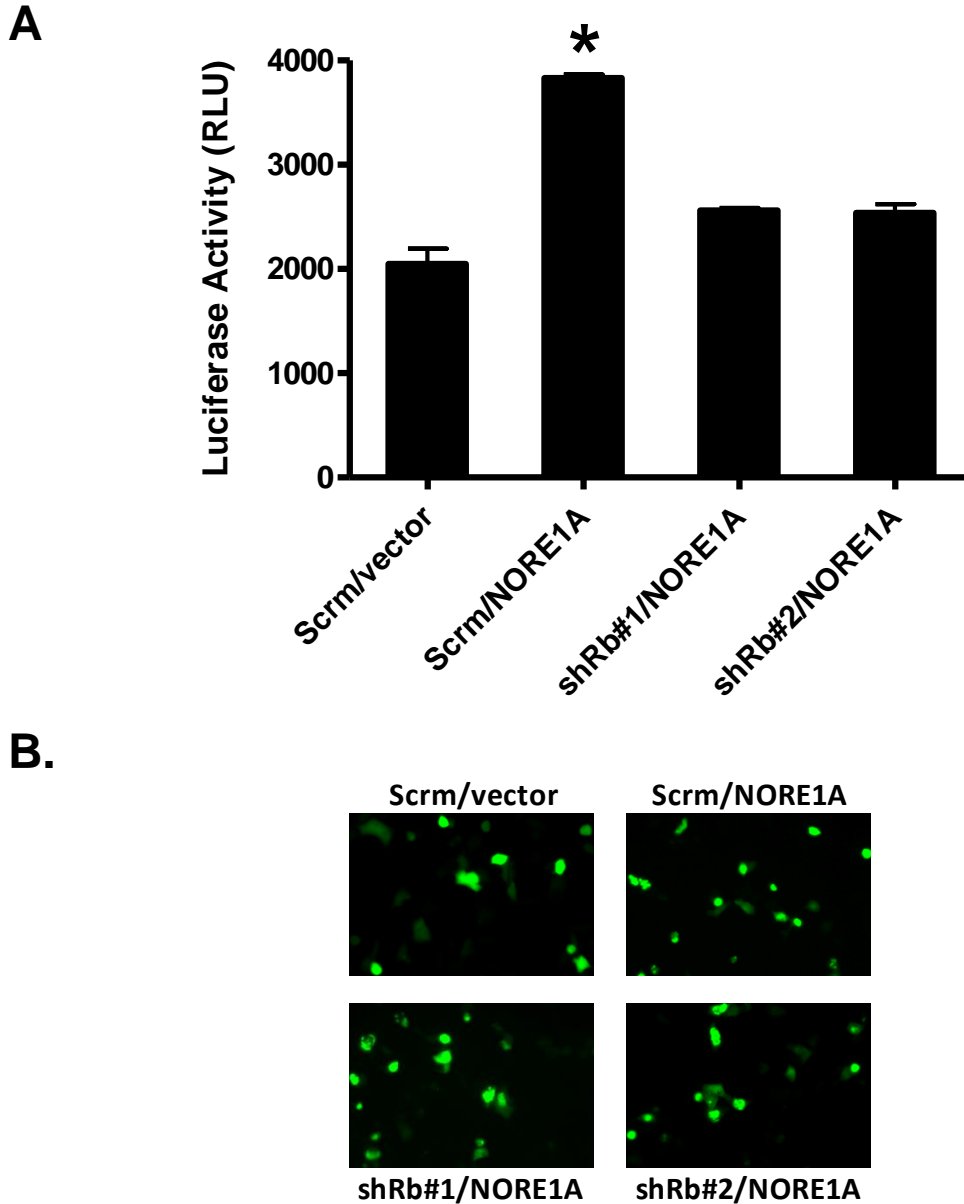 A
*
Luciferase Activity (RLU)
4000
3000
2000
1000
0
Scrm/vector
Scrm/NORE1A
shRb#1/NORE1A
shRb#2/NORE1A
B.
Scrm/vector
Scrm/NORE1A
shRb#1/NORE1A
shRb#2/NORE1A